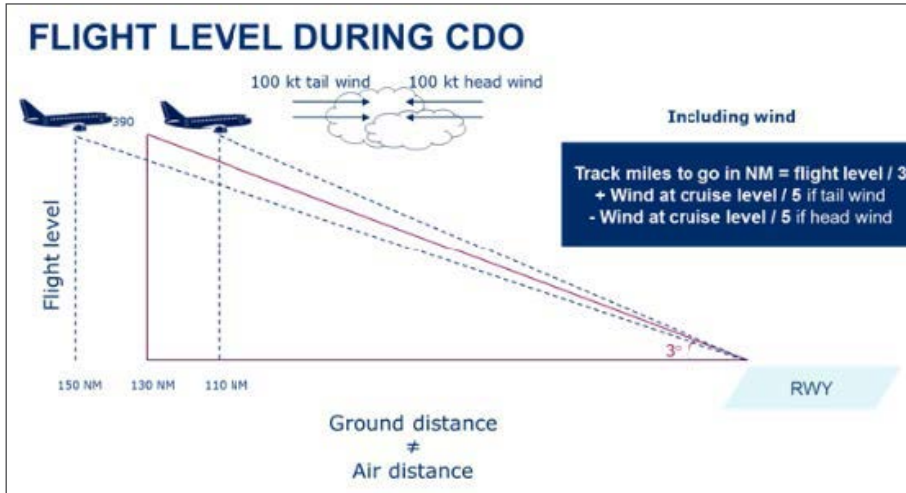 FLIGHT LEVEL DURING CDO
100 kt tail wind
100 kt head wind
390
Including wind
Track miles to go in NM = flight level / 3
+ Wind at cruise level / 5 if tail wind
- Wind at cruise level / 5 if head wind
Flight level
3°
150 NM
130 NM
110 NM
RWY
Ground distance
≠
Air distance